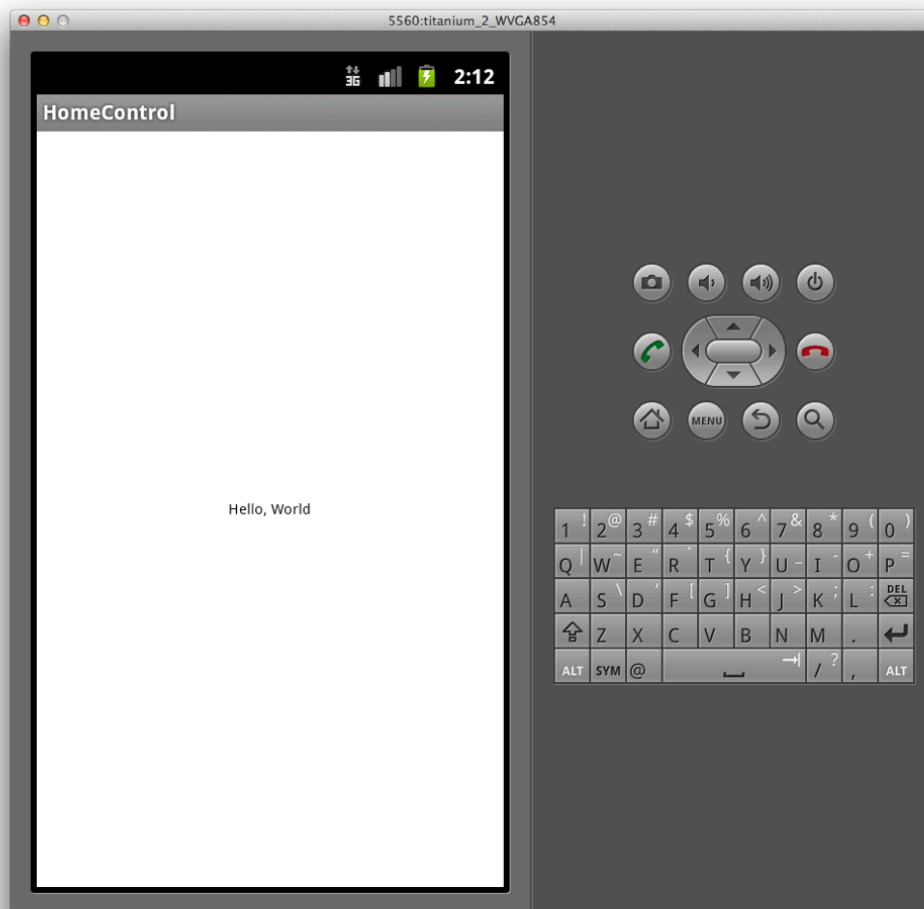 5560:titanium_2_WVGA854
3G 2:12
HomeControl
Hello, World
MENU
1 ! 2 @ 3 # 4 $ 5 % 6 ^ 7 & 8 * 9 ( 0 )
Q | W ~ E " R ` T { Y } U _ I - O + P =
A S \ D ' F [ G ] H < J > K ; L : DEL
Z X C V B N M .
ALT SYM @ / ? , ALT